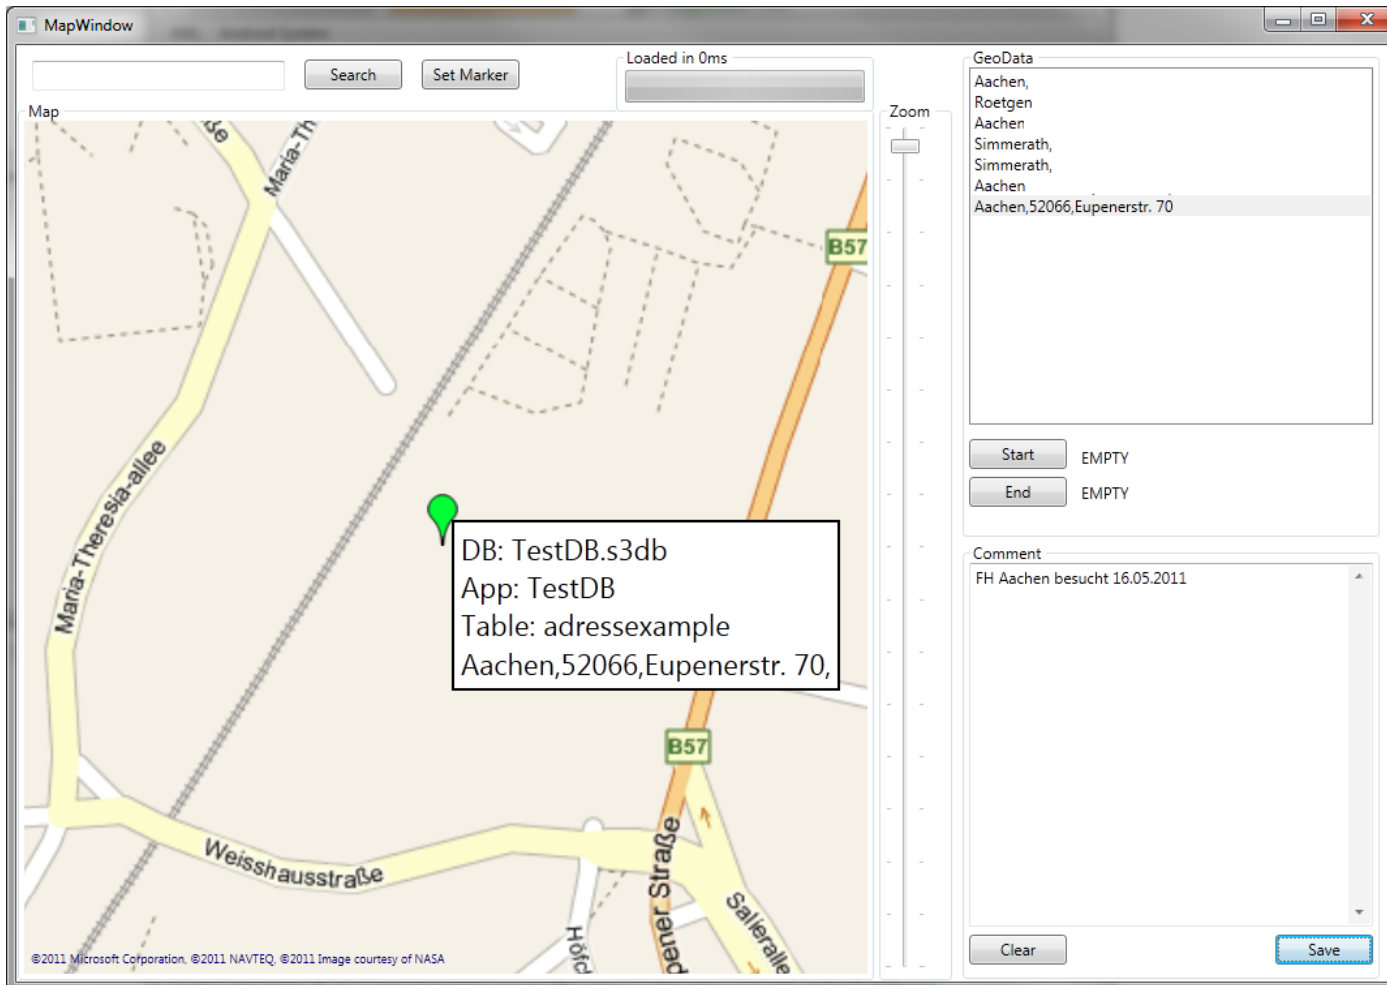 MapWindow
Search
Set Marker
Loaded in 0ms
Map
Maria-Th
Maria-Theresia-allee
B57
DB: TestDB.s3db
App: TestDB
Table: adressexample
Aachen,52066,Eupenerstr. 70,
B57
Weisshausstraße
dener Straße
Salierallee
Höfc
©2011 Microsoft Corporation, ©2011 NAVTEQ, ©2011 Image courtesy of NASA
Zoom
GeoData
Aachen,
Roetgen
Aachen
Simmerath,
Simmerath,
Aachen
Aachen,52066,Eupenerstr. 70
Start EMPTY
End EMPTY
Comment
FH Aachen besucht 16.05.2011
Clear
Save